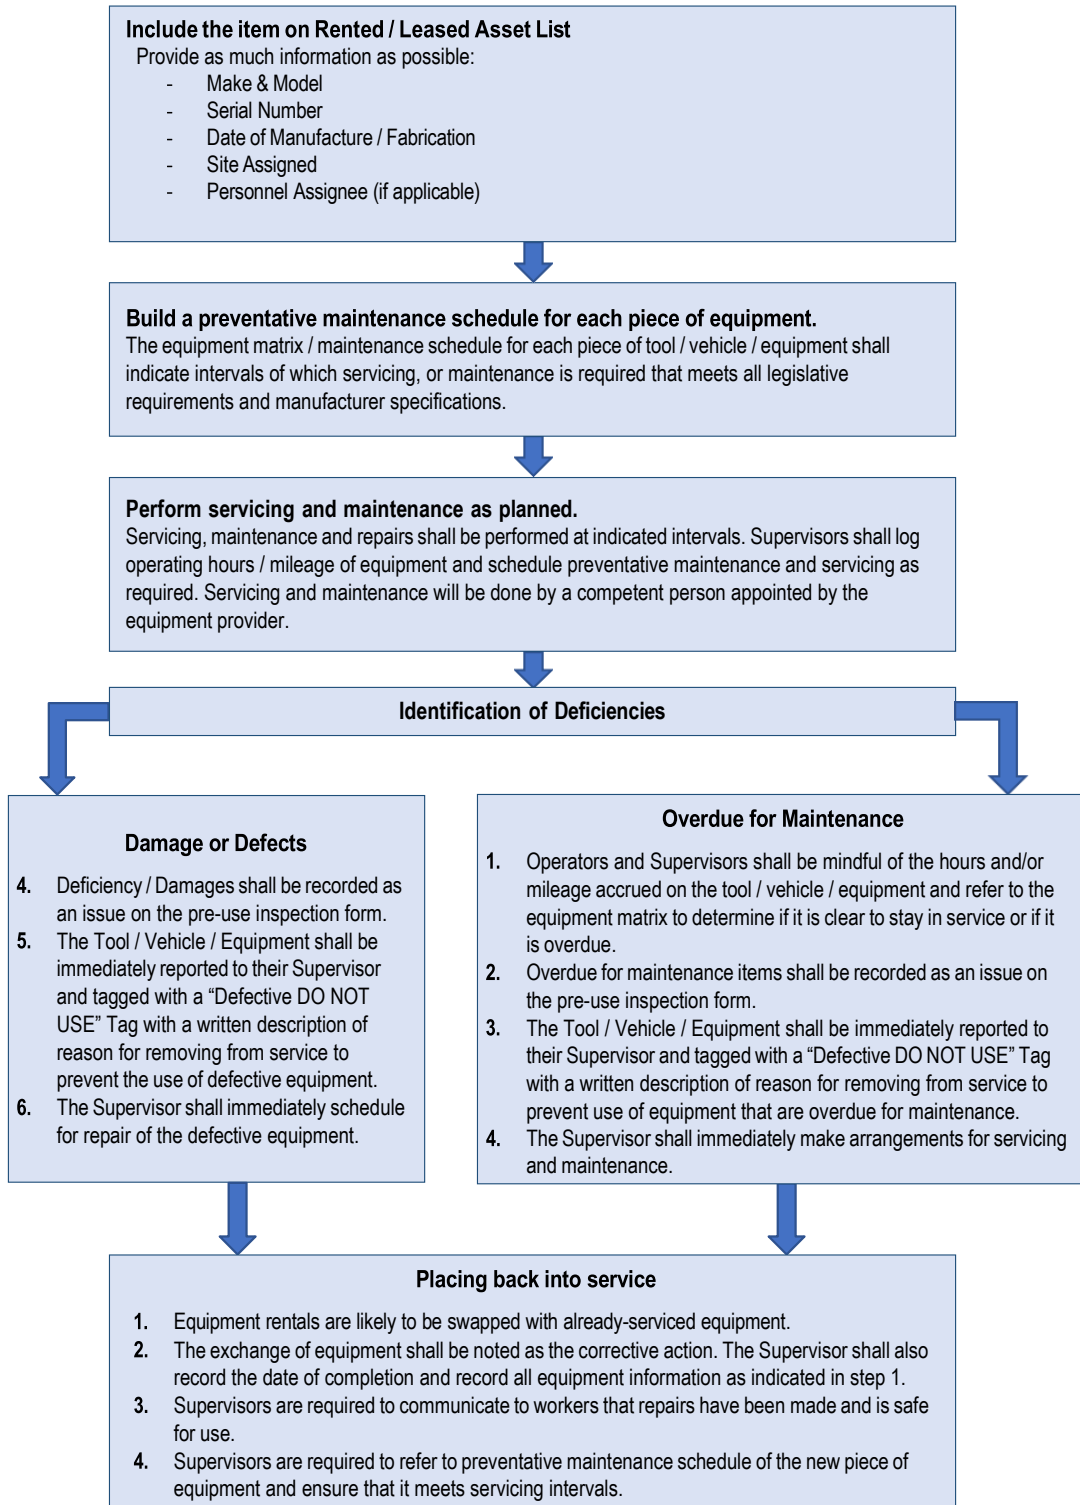 Include the item on Rented / Leased Asset List
Provide as much information as possible:
- Make & Model
- Serial Number
- Date of Manufacture / Fabrication
- Site Assigned
- Personnel Assignee (if applicable)
Build a preventative maintenance schedule for each piece of equipment.
The equipment matrix / maintenance schedule for each piece of tool / vehicle / equipment shall
indicate intervals of which servicing, or maintenance is required that meets all legislative
requirements and manufacturer specifications.
Perform servicing and maintenance as planned.
Servicing, maintenance and repairs shall be performed at indicated intervals. Supervisors shall log
operating hours / mileage of equipment and schedule preventative maintenance and servicing as
required. Servicing and maintenance will be done by a competent person appointed by the
equipment provider.
Identification of Deficiencies
Damage or Defects
4. Deficiency / Damages shall be recorded as
an issue on the pre-use inspection form.
5. The Tool / Vehicle / Equipment shall be
immediately reported to their Supervisor
and tagged with a “Defective DO NOT
USE” Tag with a written description of
reason for removing from service to
prevent the use of defective equipment.
6. The Supervisor shall immediately schedule
for repair of the defective equipment.
Overdue for Maintenance
1. Operators and Supervisors shall be mindful of the hours and/or
mileage accrued on the tool / vehicle / equipment and refer to the
equipment matrix to determine if it is clear to stay in service or if it
is overdue.
2. Overdue for maintenance items shall be recorded as an issue on
the pre-use inspection form.
3. The Tool / Vehicle / Equipment shall be immediately reported to
their Supervisor and tagged with a “Defective DO NOT USE” Tag
with a written description of reason for removing from service to
prevent use of equipment that are overdue for maintenance.
4. The Supervisor shall immediately make arrangements for servicing
and maintenance.
Placing back into service
1. Equipment rentals are likely to be swapped with already-serviced equipment.
2. The exchange of equipment shall be noted as the corrective action. The Supervisor shall also
record the date of completion and record all equipment information as indicated in step 1.
3. Supervisors are required to communicate to workers that repairs have been made and is safe
for use.
4. Supervisors are required to refer to preventative maintenance schedule of the new piece of
equipment and ensure that it meets servicing intervals.